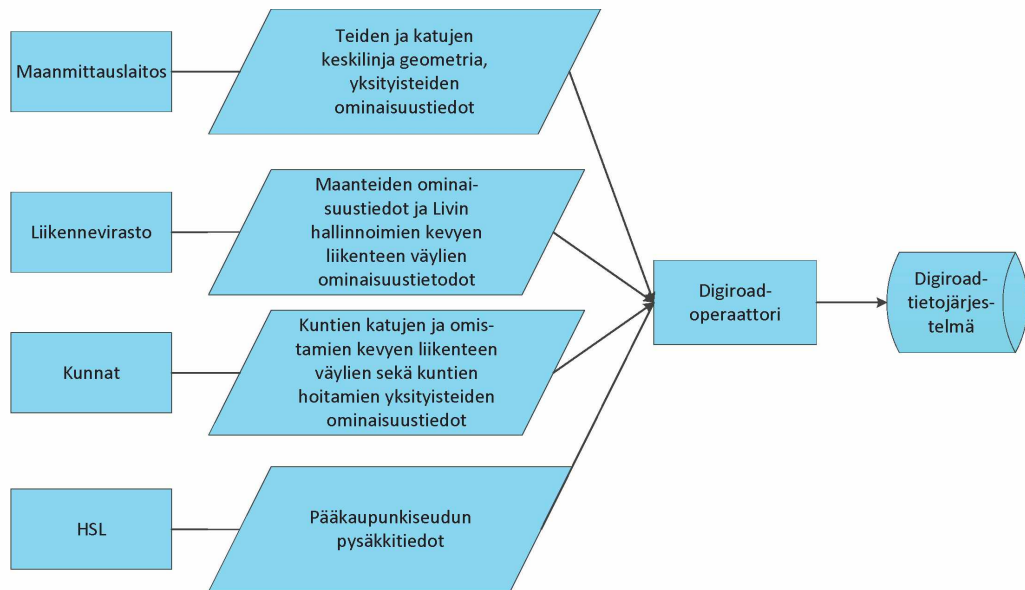 Maanmittauslaitos
Teiden ja katujen
keskilinja geometria,
yksityisteiden
ominaisuustiedot
Liikennevirasto
Maanteiden ominai-
suustiedot ja Livin
hallinnoimien kevyen
liikenteen väylien
ominaisuustietodot
Kunnat
Kuntien katujen ja omis-
tamien kevyen liikenteen
väylien sekä kuntien
hoitamien yksityisteiden
ominaisuustiedot
HSL
Pääkaupunkiseudun
pysäkkitiedot
Digiroad-
operaattori
Digiroad-
tietojärjes-
telmä